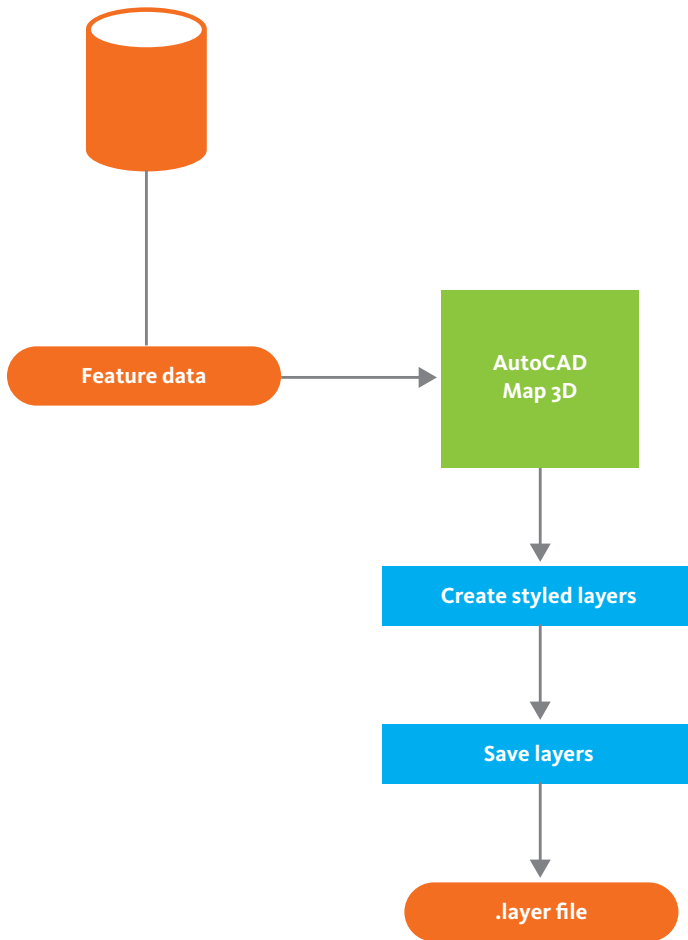 Feature data
AutoCAD
Map 3D
Create styled layers
Save layers
.layer file